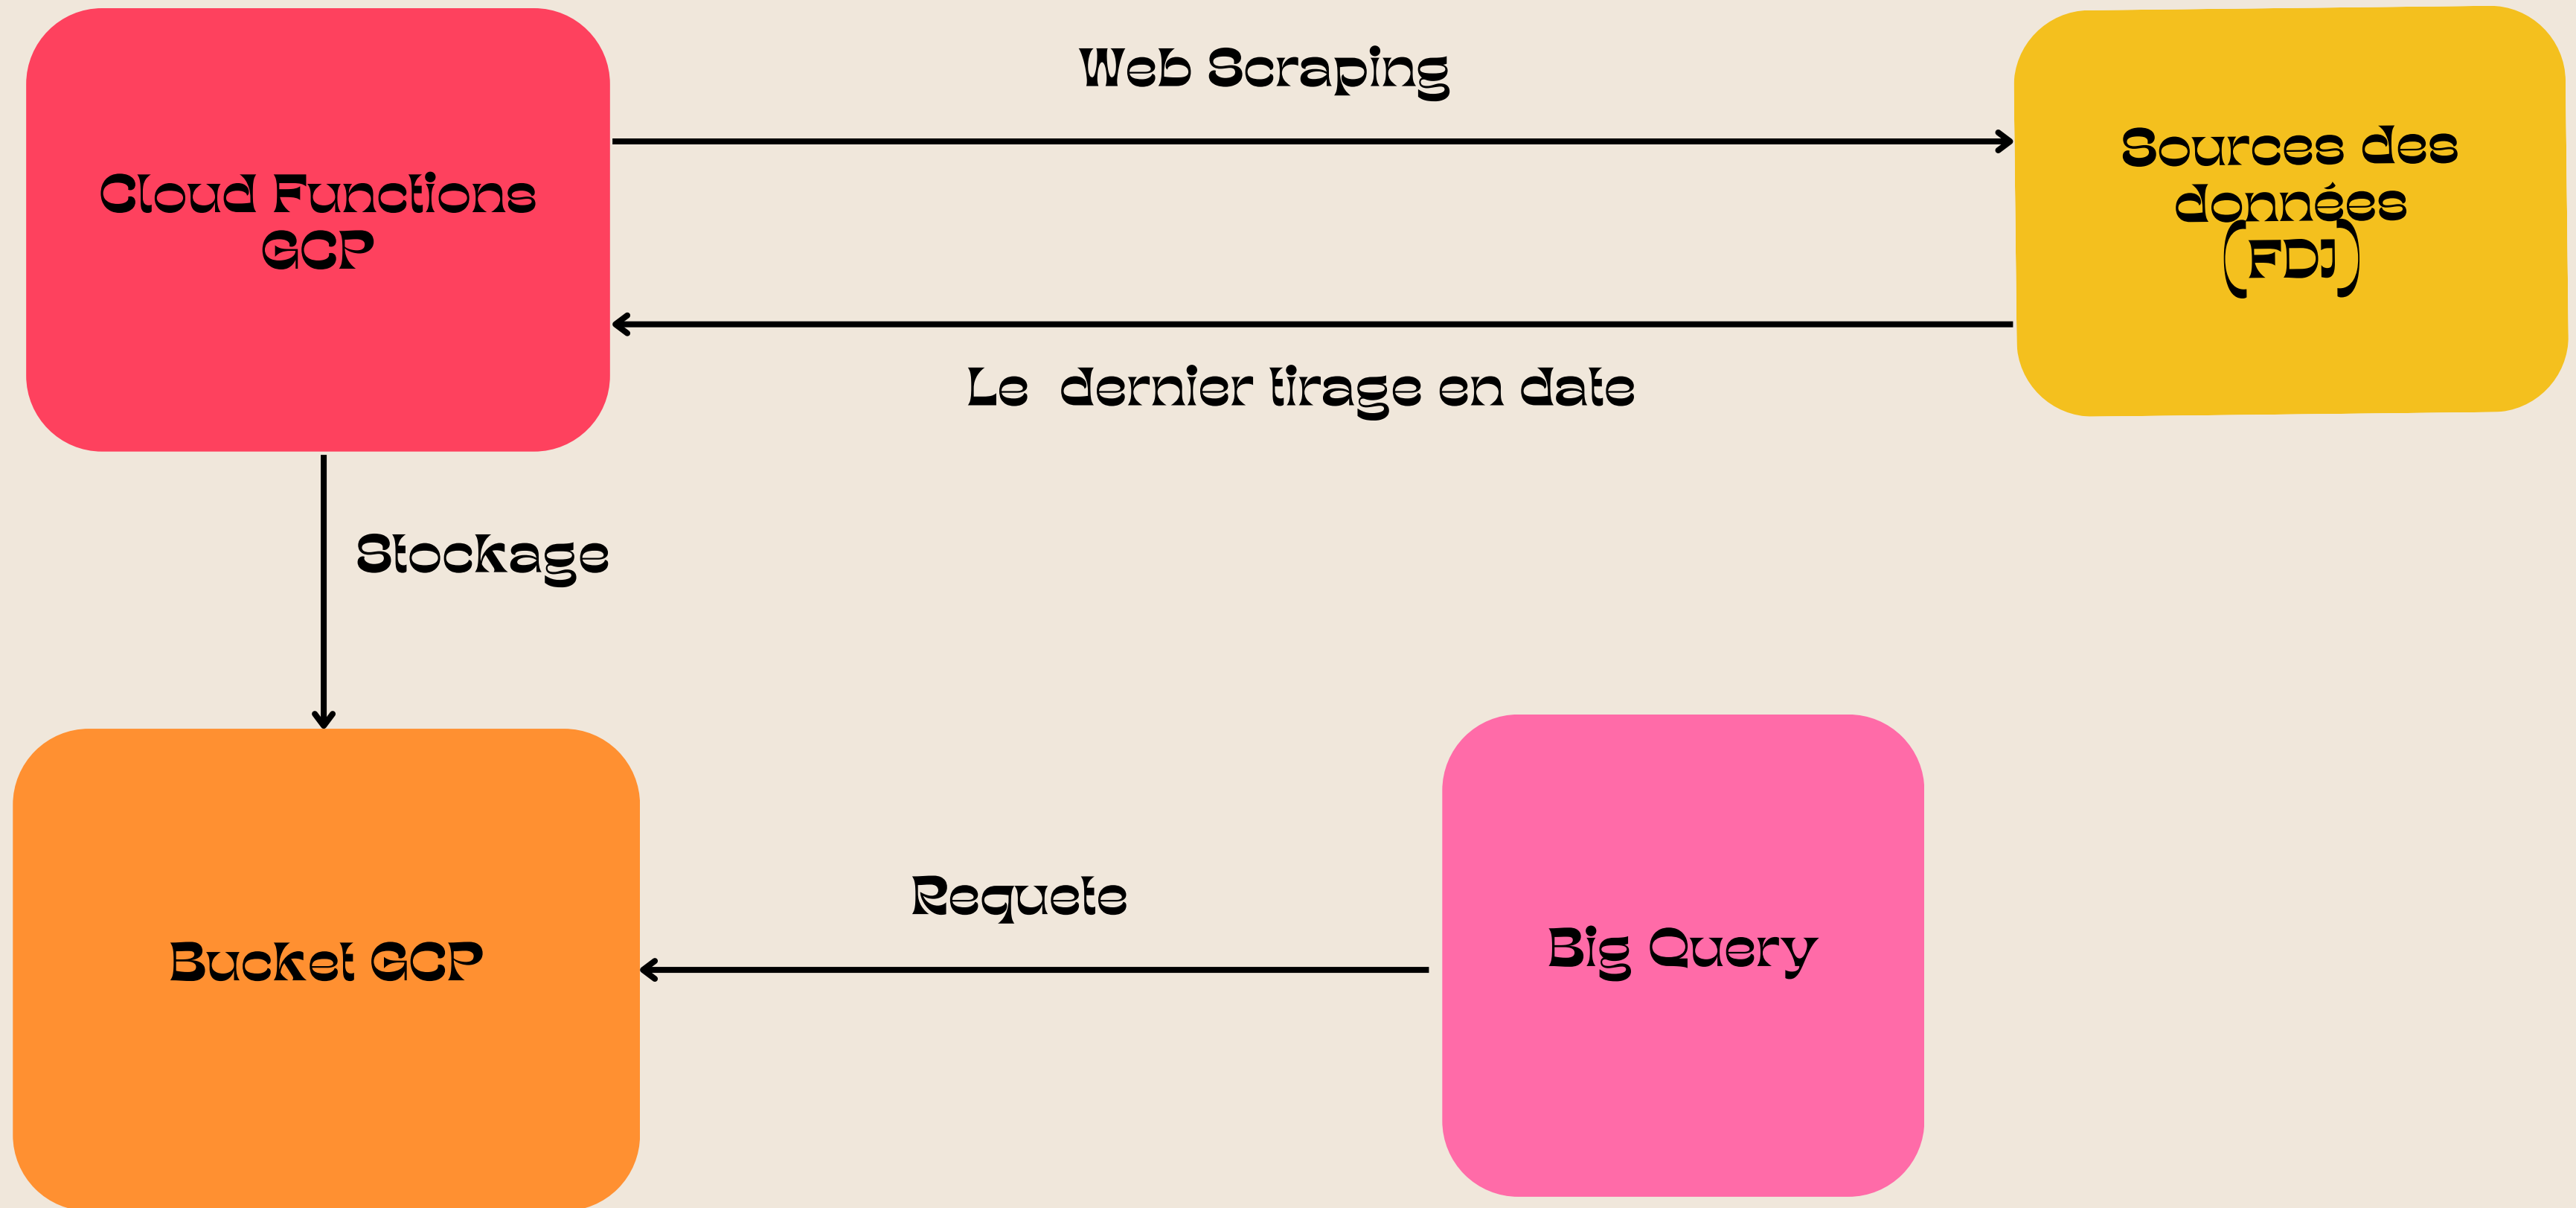 Web Scraping
Cloud Functions
GCP
Sources des
données
(FDJ)
Le  dernier tirage en date
Stockage
Requete
Bucket GCP
Big Query